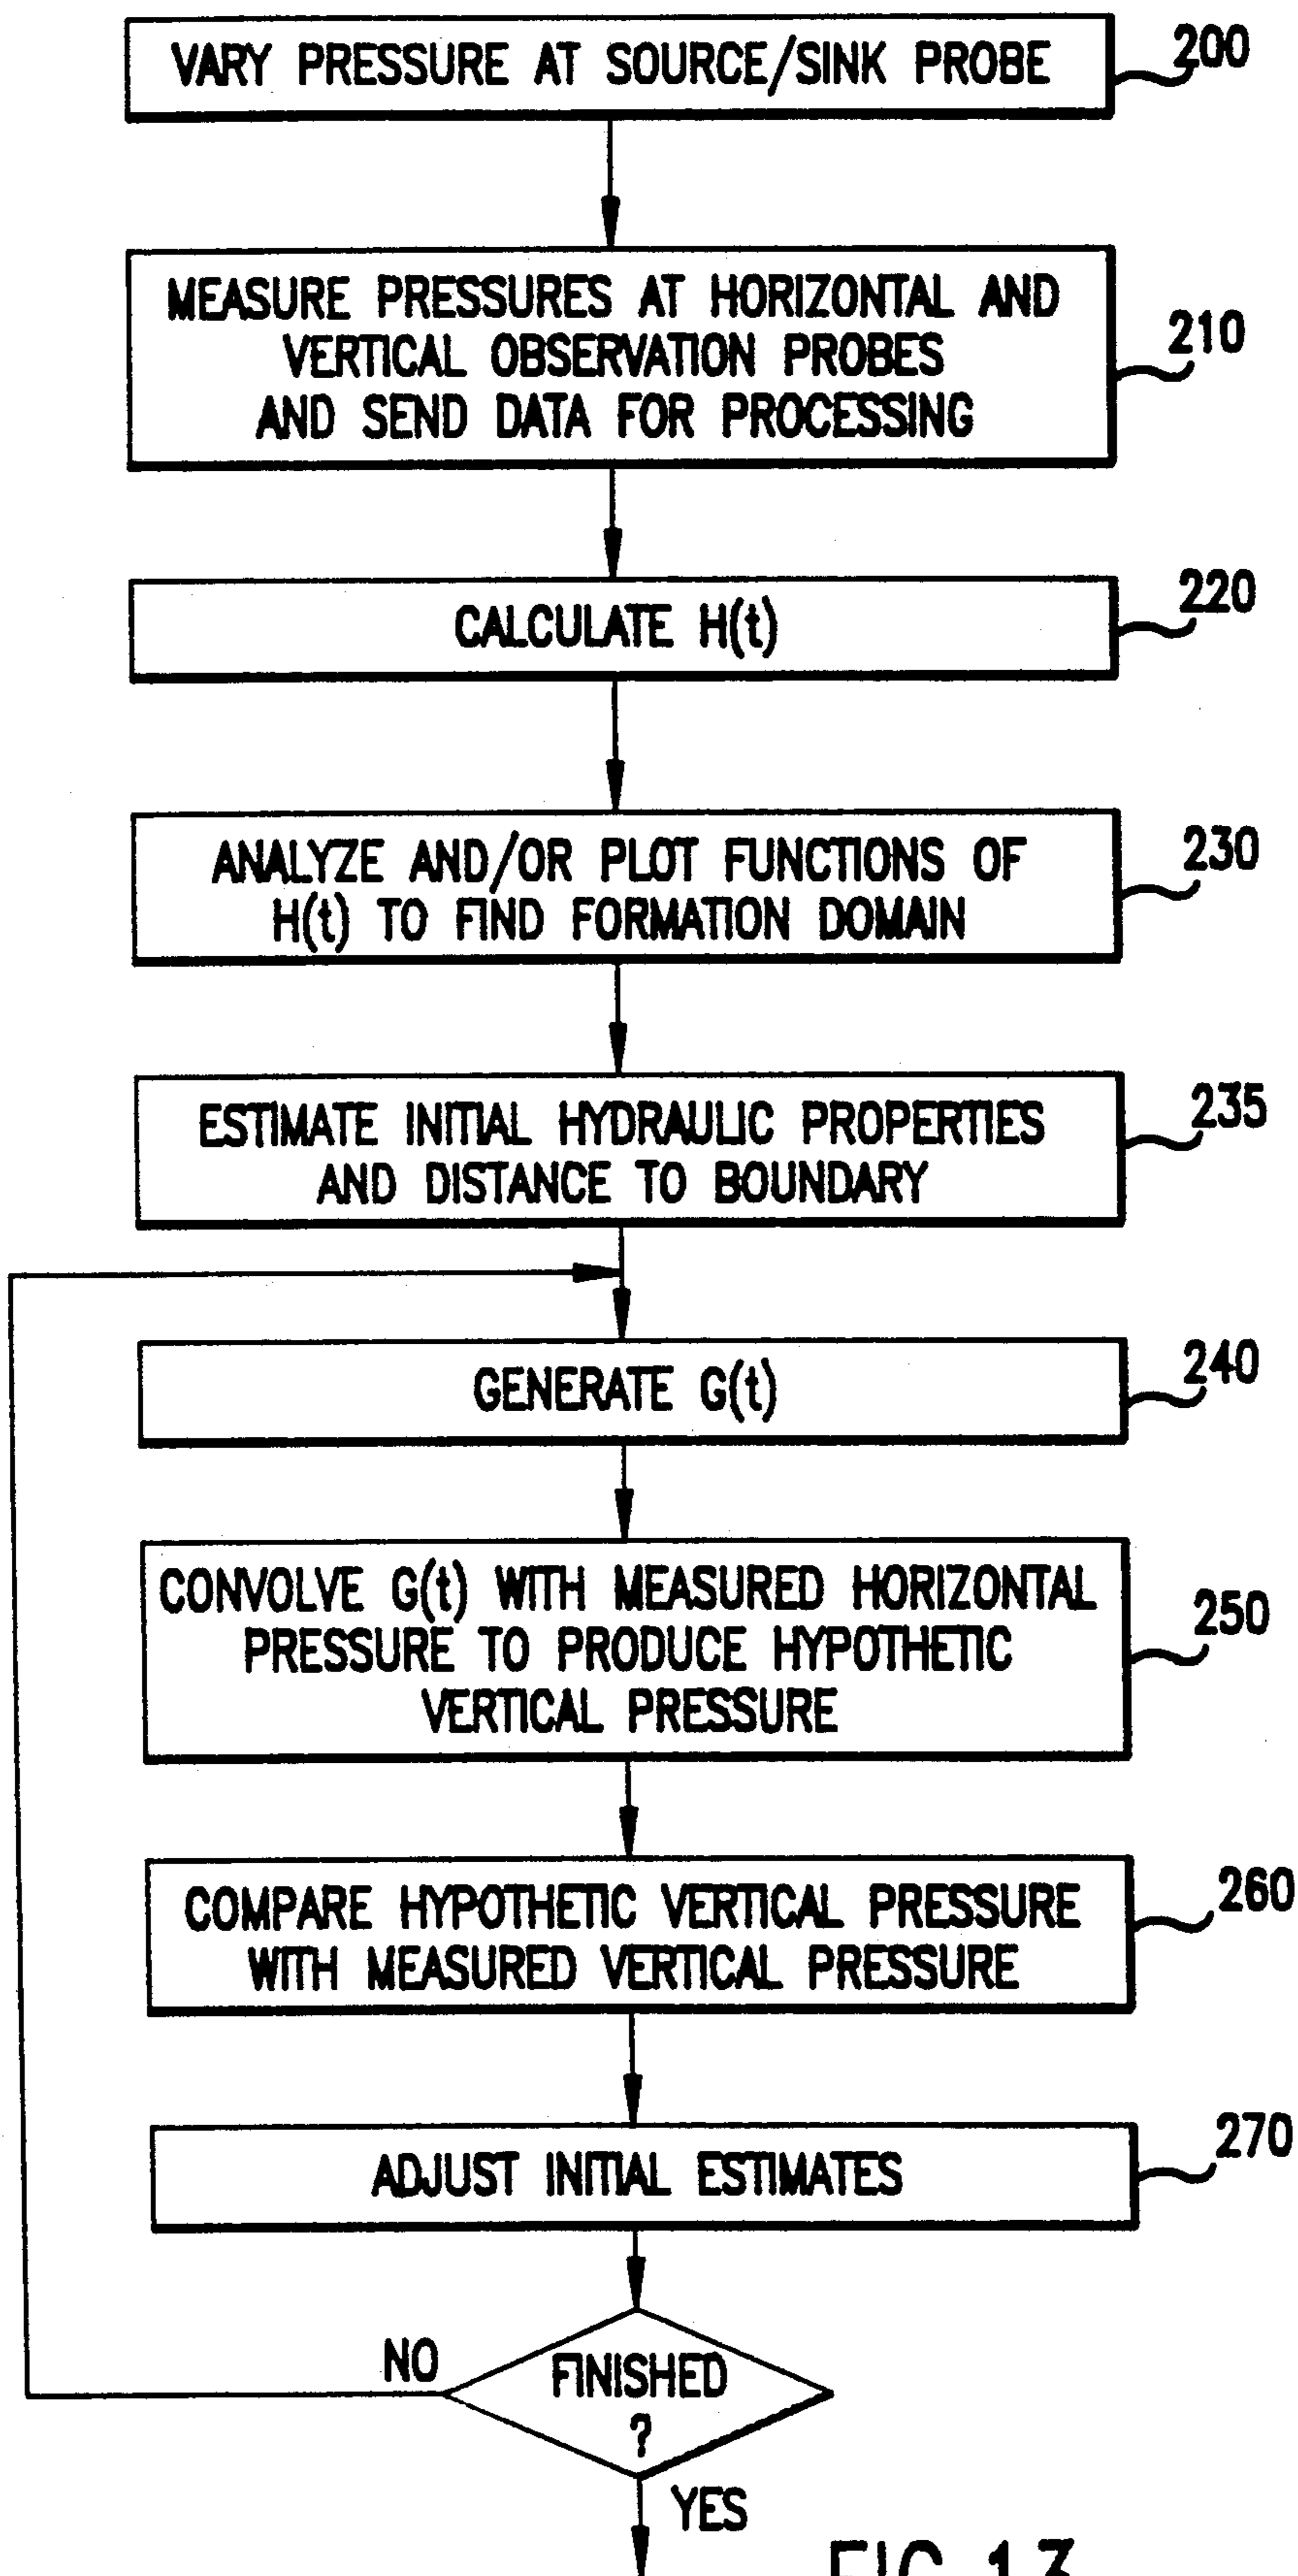 VARY PRESSURE AT SOURCE/SINK PROBE
200
MEASURE PRESSURES AT HORIZONTAL AND
VERTICAL OBSERVATION PROBES
AND SEND DATA FOR PROCESSING
210
CALCULATE H(t)
220
ANALYZE AND/OR PLOT FUNCTIONS OF
H(t) TO FIND FORMATION DOMAIN
230
ESTIMATE INITIAL HYDRAULIC PROPERTIES
AND DISTANCE TO BOUNDARY
235
GENERATE G(t)
240
CONVOLVE G(t) WITH MEASURED HORIZONTAL
PRESSURE TO PRODUCE HYPOTHETIC
VERTICAL PRESSURE
250
COMPARE HYPOTHETIC VERTICAL PRESSURE
WITH MEASURED VERTICAL PRESSURE
260
ADJUST INITIAL ESTIMATES
270
NO
FINISHED
?
YES
FIG. 13